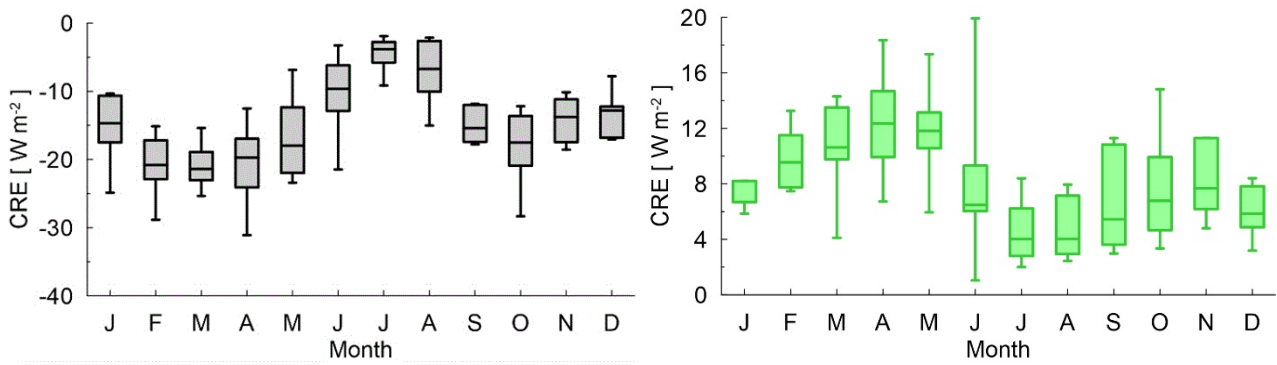 0
-10
-20
-30
-40
CRE [ W m-2]
J F M A M J J A S O N D
Month
20
16
12
8
4
0
CRE [ W m-2]
J F M A M J J A S O N D
Month